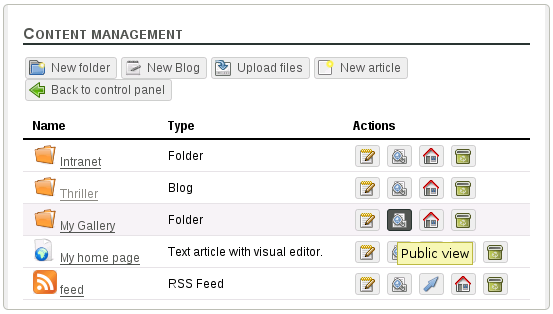 Content management
New folder New Blog Upload files New article
Back to control panel
Name Type Actions
Intranet Folder
Thriller Blog
My Gallery Folder
My home page Text article with visual editor. Public view
feed RSS Feed